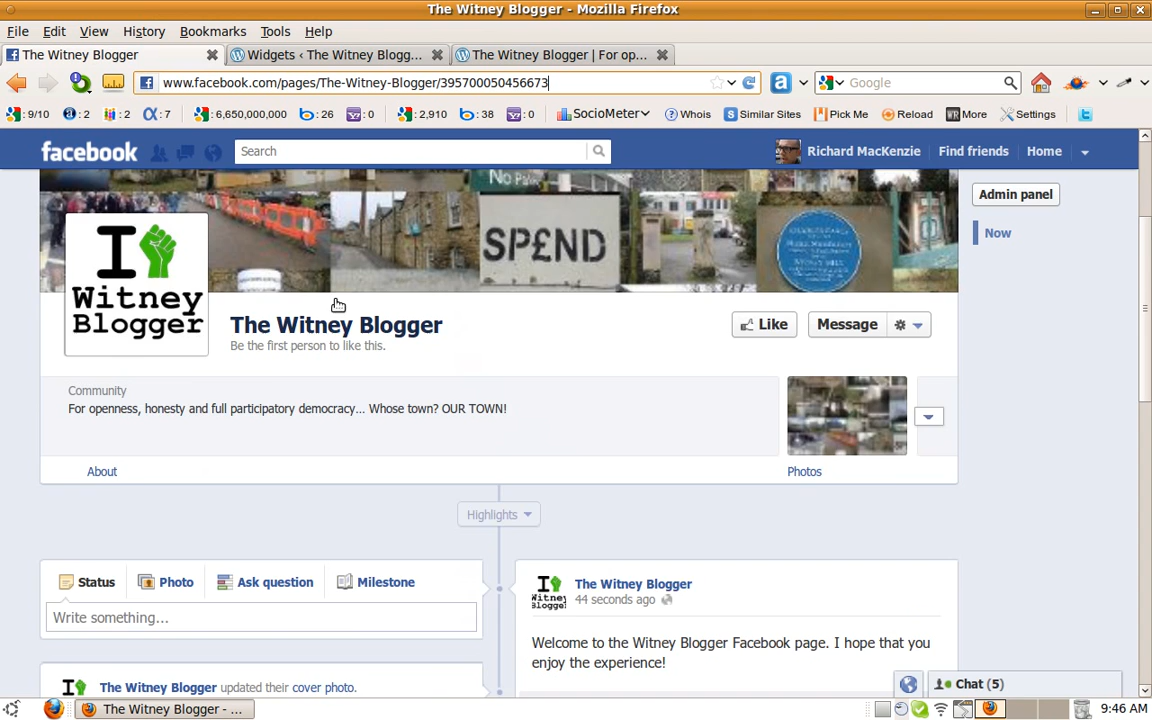 The Witney Blogger - Mozilla Firefox
File Edit View History Bookmarks Tools Help
The Witney Blogger Widgets ‹ The Witney Blogg... The Witney Blogger | For op...
www.facebook.com/pages/The-Witney-Blogger/395700050456673 Google
: 9/10 : 2 : 2 : 7 : 6,650,000,000 : 26 : 0 : 2,910 : 38 : 0 SocioMeter Whois Similar Sites Pick Me Reload More Settings
facebook Search Richard MacKenzie Find friends Home
Admin panel
Now
SP£ND
I
Witney
Blogger
The Witney Blogger
Be the first person to like this.
Like Message
Community
For openness, honesty and full participatory democracy... Whose town? OUR TOWN!
About Photos
Highlights
Status Photo Ask question Milestone
Write something...
The Witney Blogger
44 seconds ago
Welcome to the Witney Blogger Facebook page. I hope that you
enjoy the experience!
The Witney Blogger updated their cover photo.
Chat (5)
The Witney Blogger - ... 9:46 AM